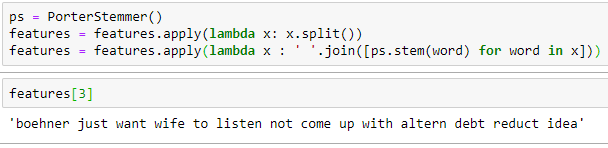 ps = PorterStemmer()
features = features.apply(lambda x: x.split())
features = features.apply(lambda x : ' '.join([ps.stem(word) for word in x]))
features[3]
'boehner just want wife to listen not come up with altern debt reduct idea'